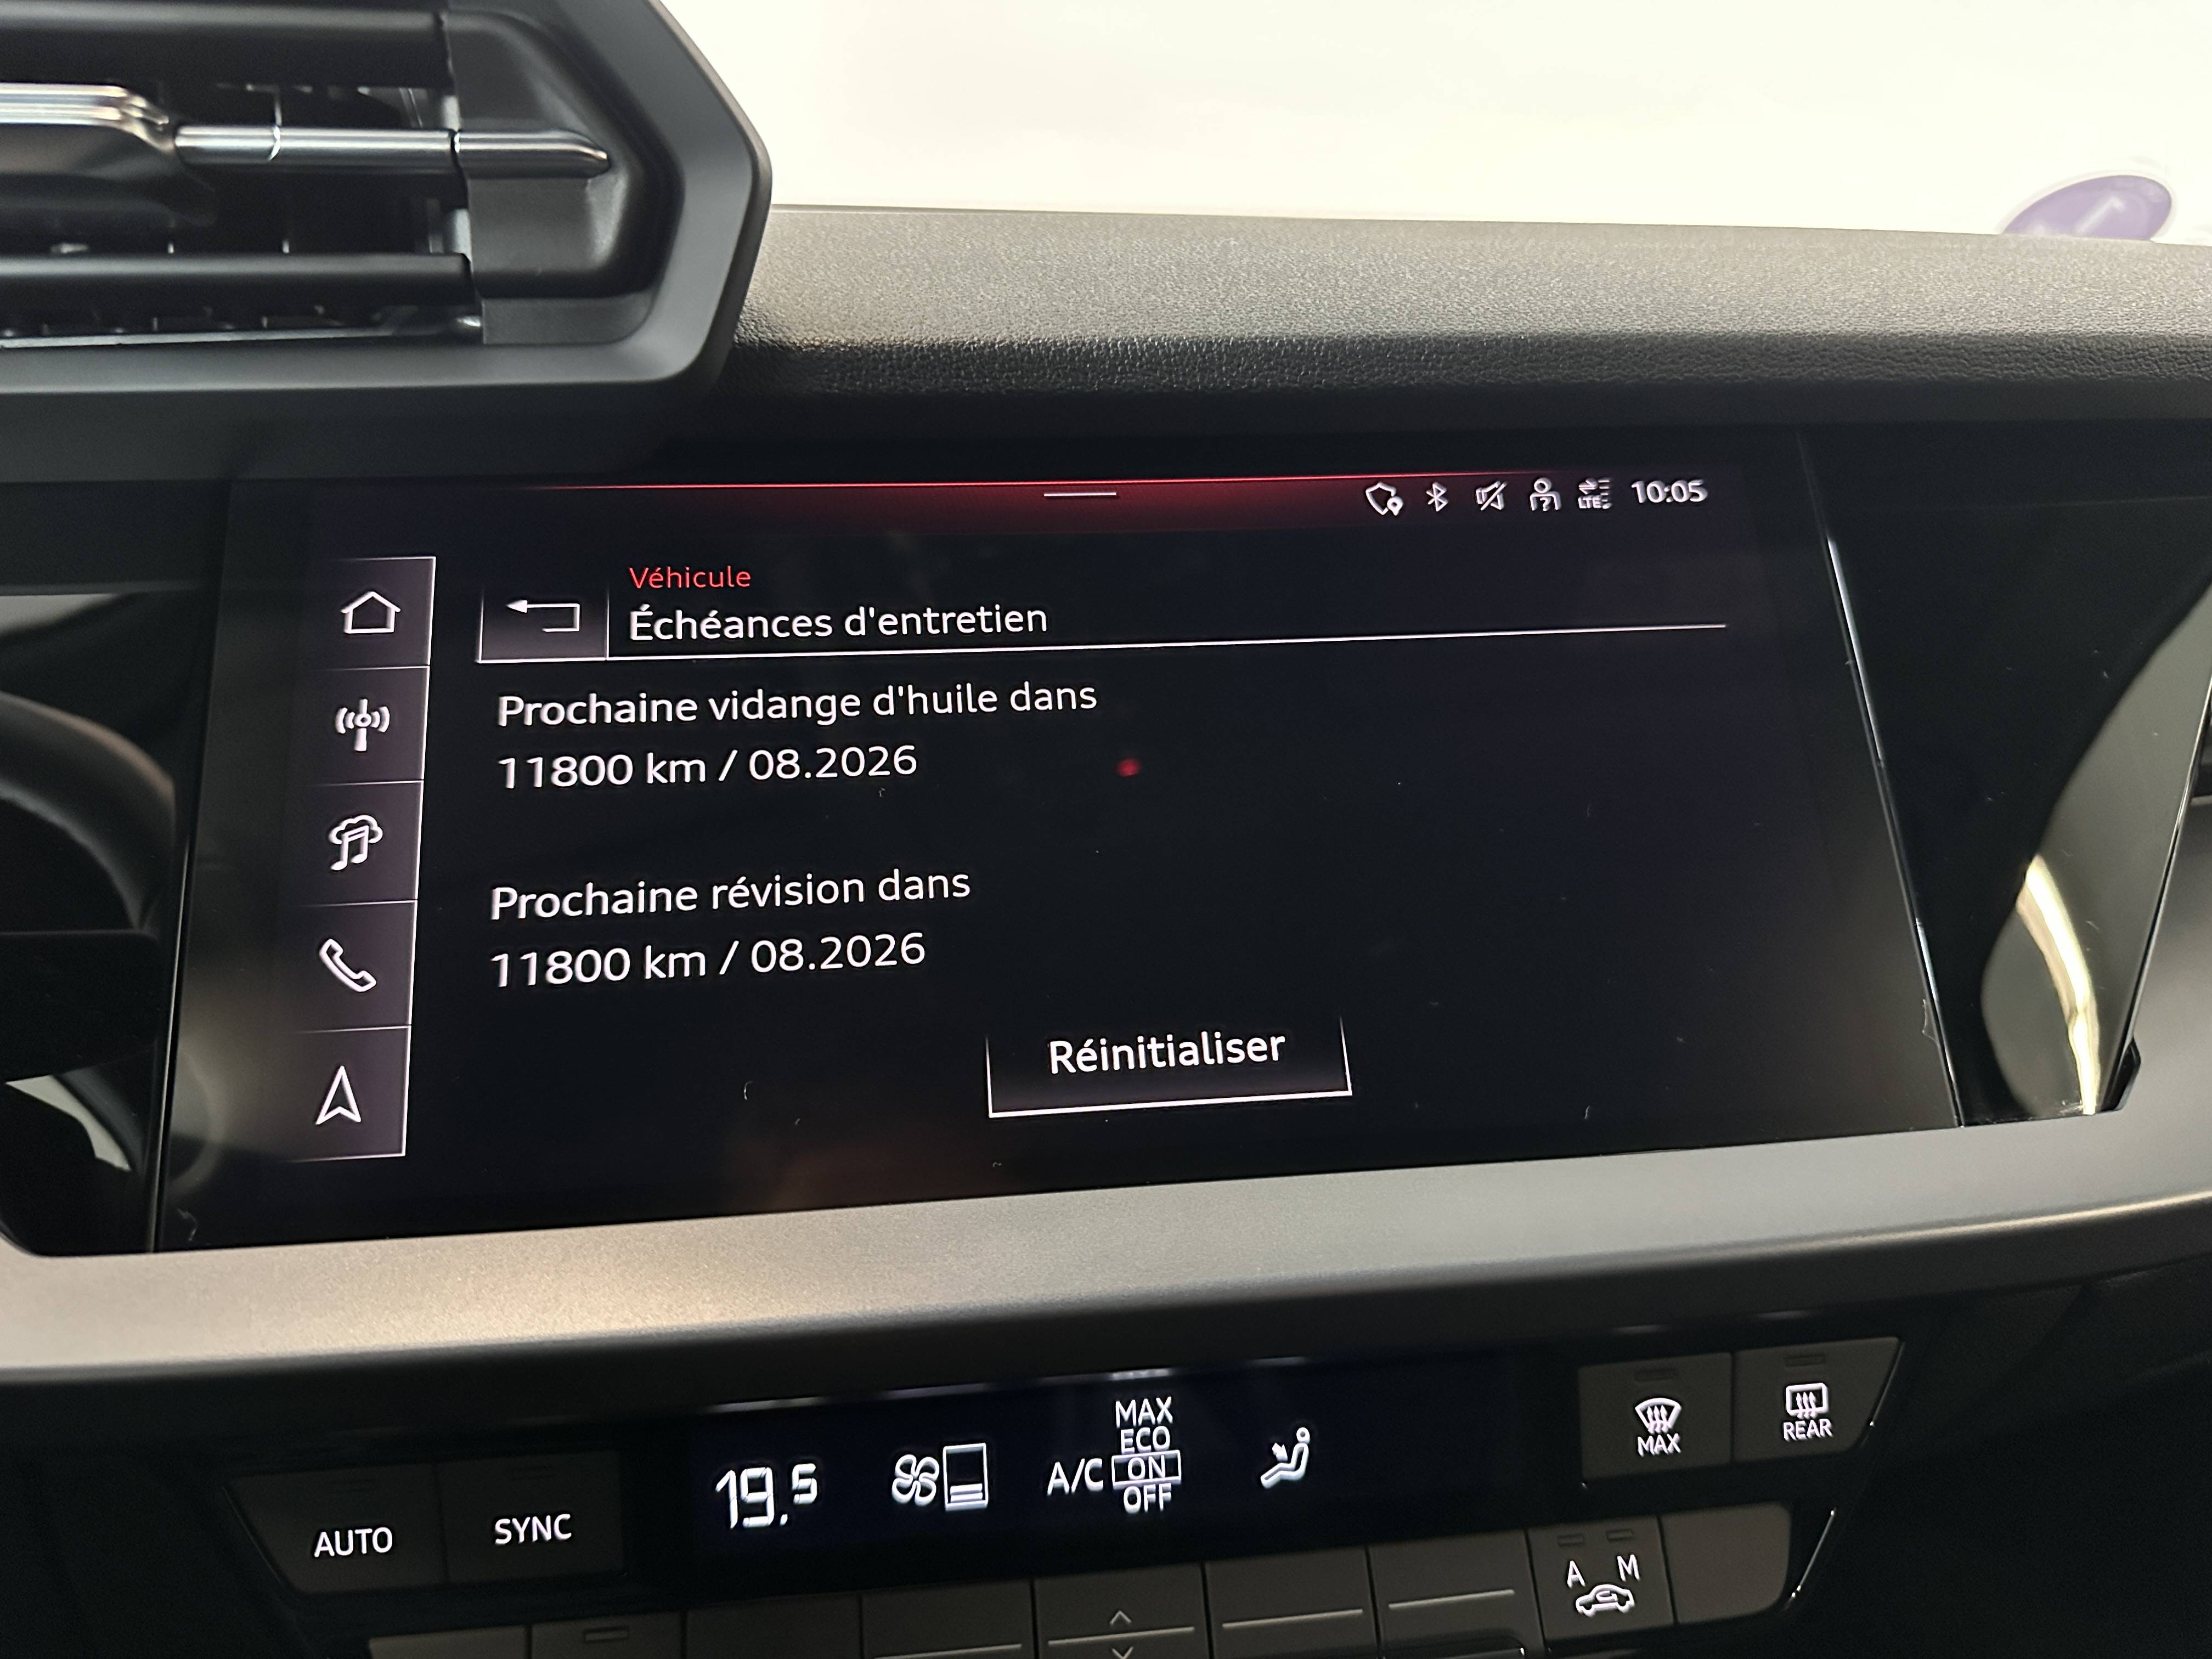 LTE 10:05
Véhicule
Échéances d'entretien
Prochaine vidange d'huile dans
11800 km / 08.2026
Prochaine révision dans
11800 km / 08.2026
Réinitialiser
MAX
ECO
19.5 A/C ON
OFF
MAX REAR
AUTO SYNC
A M